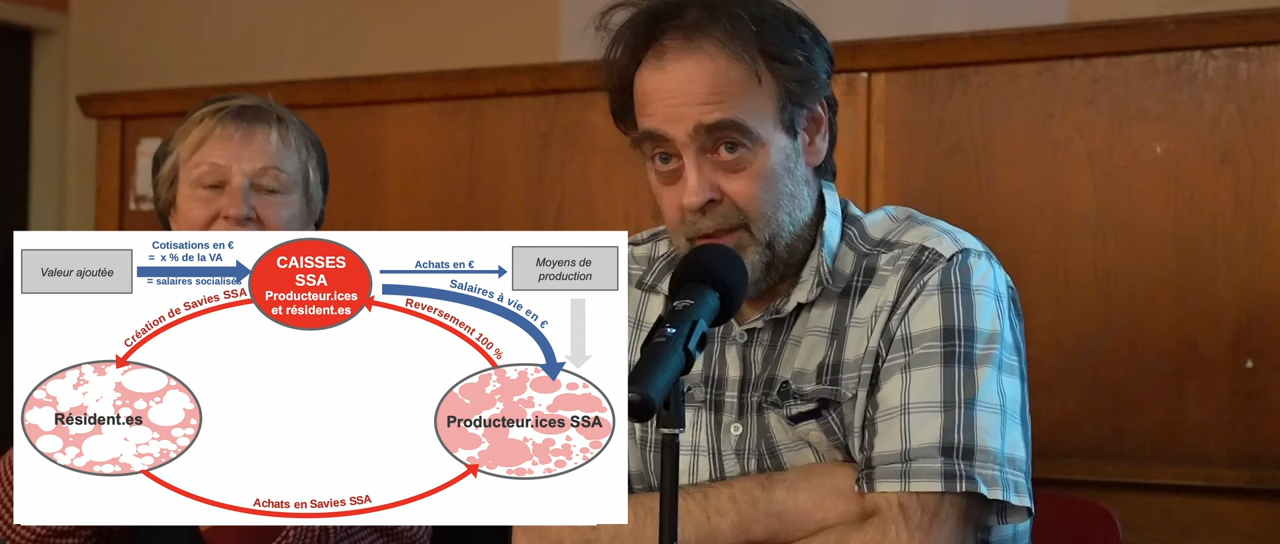 Valeur ajoutée
Cotisations en €
= x % de la VA
= salaires socialisés
CAISSES
SSA
Producteur.ices
et résident.es
Achats en €
Moyens de
production
Salaires à vie en €
Reversement 100 %
Création de Savies SSA
Résident.es
Producteur.ices SSA
Achats en Savies SSA